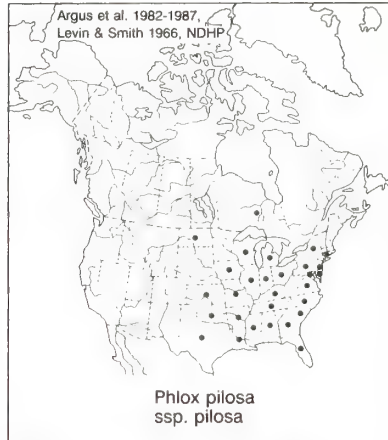 Argus et al. 1982-1987,
Levin & Smith 1966, NDHP
Phlox pilosa
ssp. pilosa